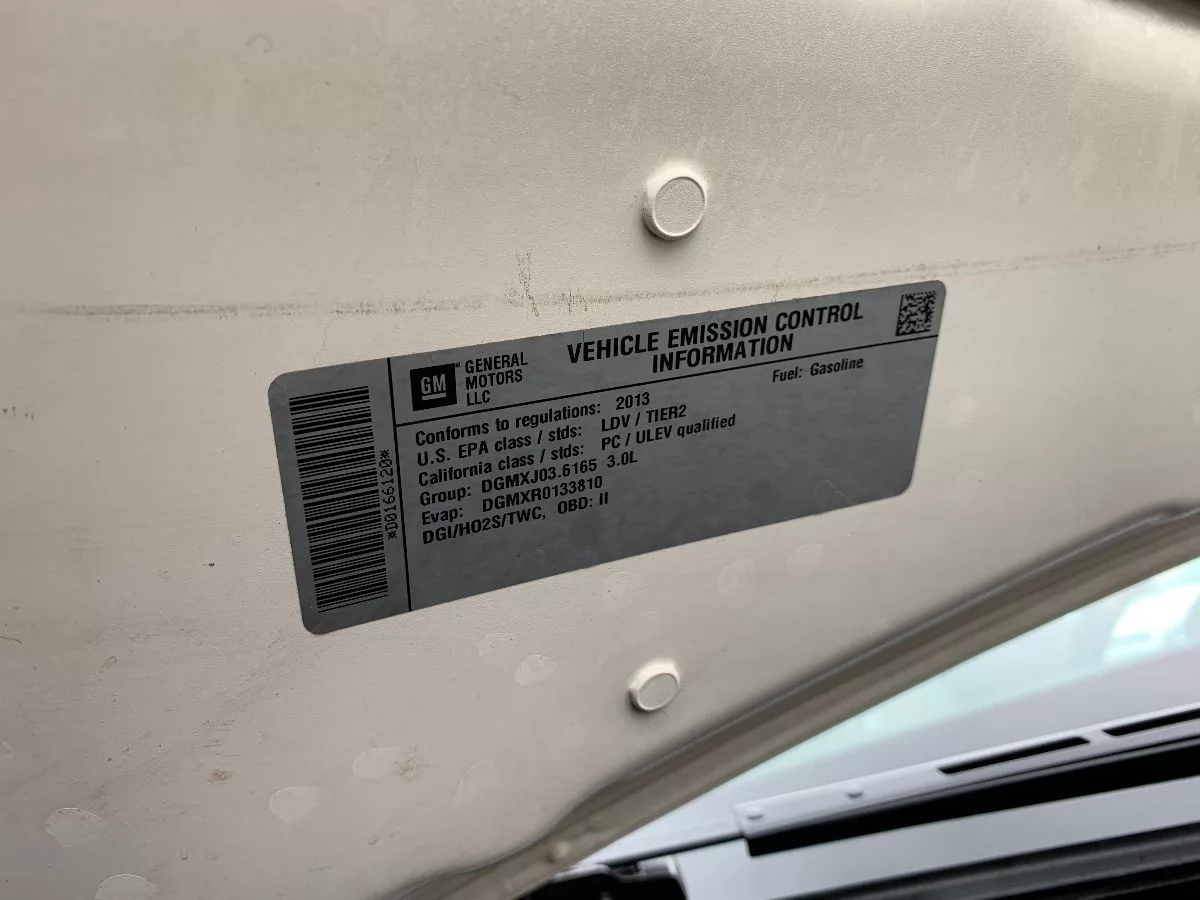 *D0166120*
GM
GENERAL
MOTORS
LLC
VEHICLE EMISSION CONTROL
INFORMATION
Fuel: Gasoline
Conforms to regulations: 2013
U.S. EPA class / stds: LDV / TIER2
California class / stds: PC / ULEV qualified
Group: DGMXJ03.6165 3.0L
Evap: DGMXR0133810
DGI/HO2S/TWC, OBD: II